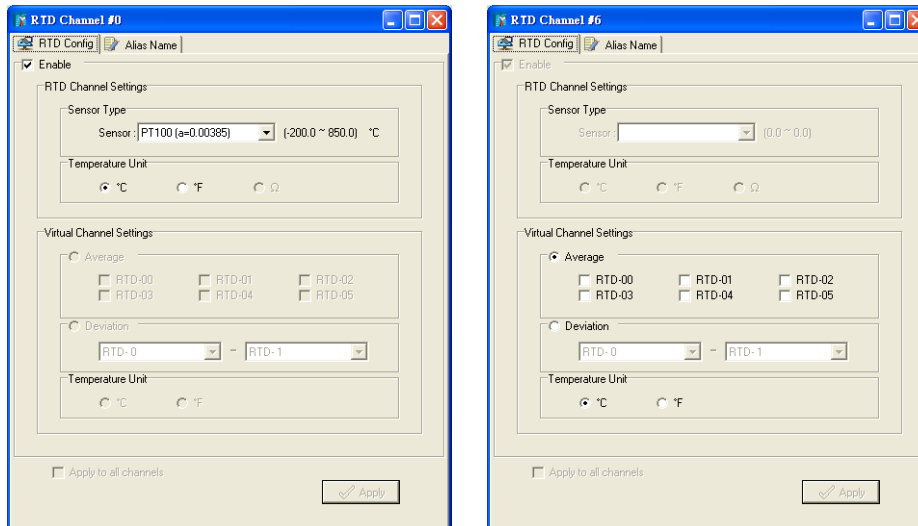 RTD Channel #0
RTD Config Alias Name
Enable
RTD Channel Settings
Sensor Type
Sensor : PT100 (a=0.00385) (-200.0 ~ 850.0) °C
Temperature Unit
°C °F Ω
Virtual Channel Settings
Average
RTD-00 RTD-01 RTD-02
RTD-03 RTD-04 RTD-05
Deviation
RTD- 0 - RTD- 1
Temperature Unit
°C °F
Apply to all channels
Apply
RTD Channel #6
RTD Config Alias Name
Enable
RTD Channel Settings
Sensor Type
Sensor : (0.0 ~ 0.0)
Temperature Unit
°C °F Ω
Virtual Channel Settings
Average
RTD-00 RTD-01 RTD-02
RTD-03 RTD-04 RTD-05
Deviation
RTD- 0 - RTD- 1
Temperature Unit
°C °F
Apply to all channels
Apply